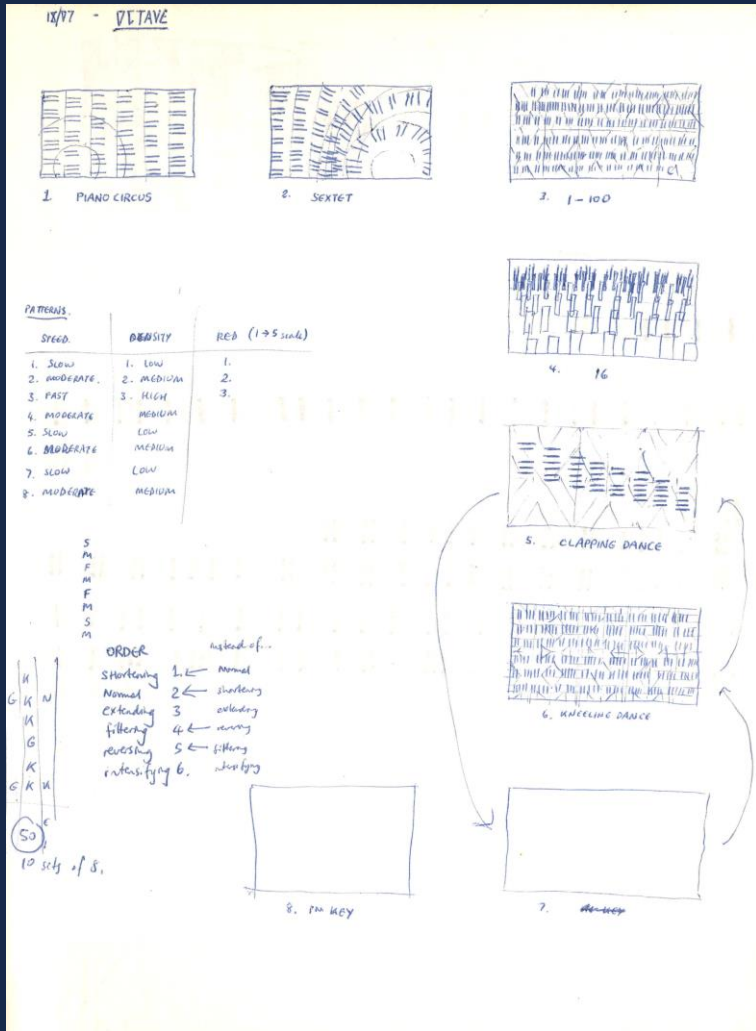 18/07 - OCTAVE
1 PIANO CIRCUS
2. SEXTET
3. 1-100
4. 16
5. CLAPPING DANCE
6. KNEELING DANCE
7.
8. IN KEY
PATTERNS.
SPEED. DENSITY RED (1→5 scale)
1. SLOW 1. LOW 1.
2. MODERATE. 2. MEDIUM 2.
3. FAST 3. HIGH 3.
4. MODERATE MEDIUM
5. SLOW LOW
6. MODERATE MEDIUM
7. SLOW LOW
8. MODERATE MEDIUM
S
M
F
M
F
M
S
M
ORDER instead of...
shortening 1. ← Normal
Normal 2 ← shortening
extending 3 extending
filtering 4 ← reversing
reversing 5 ← filtering
intensifying 6. intensifying
K
G K N
K
G
K
G K K
50
10 sets of 8.